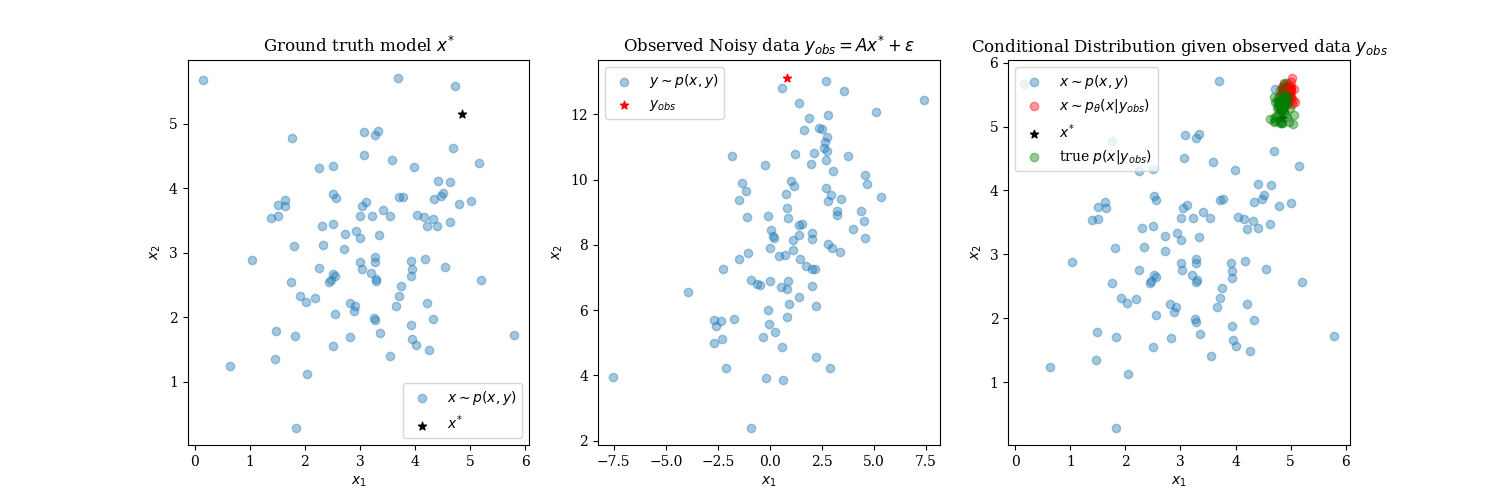 Ground truth model x*
5
4
3
2
1
x₂
0 1 2 3 4 5 6
x₁
x ∼ p(x, y)
x*
Observed Noisy data y_obs = Ax* + ε
12
10
8
6
4
2
x₂
−7.5 −5.0 −2.5 0.0 2.5 5.0 7.5
x₁
y ∼ p(x, y)
y_obs
Conditional Distribution given observed data y_obs
6
5
4
3
2
1
x₂
0 1 2 3 4 5 6
x₁
x ∼ p(x, y)
x ∼ p_θ(x|y_obs)
x*
true p(x|y_obs)